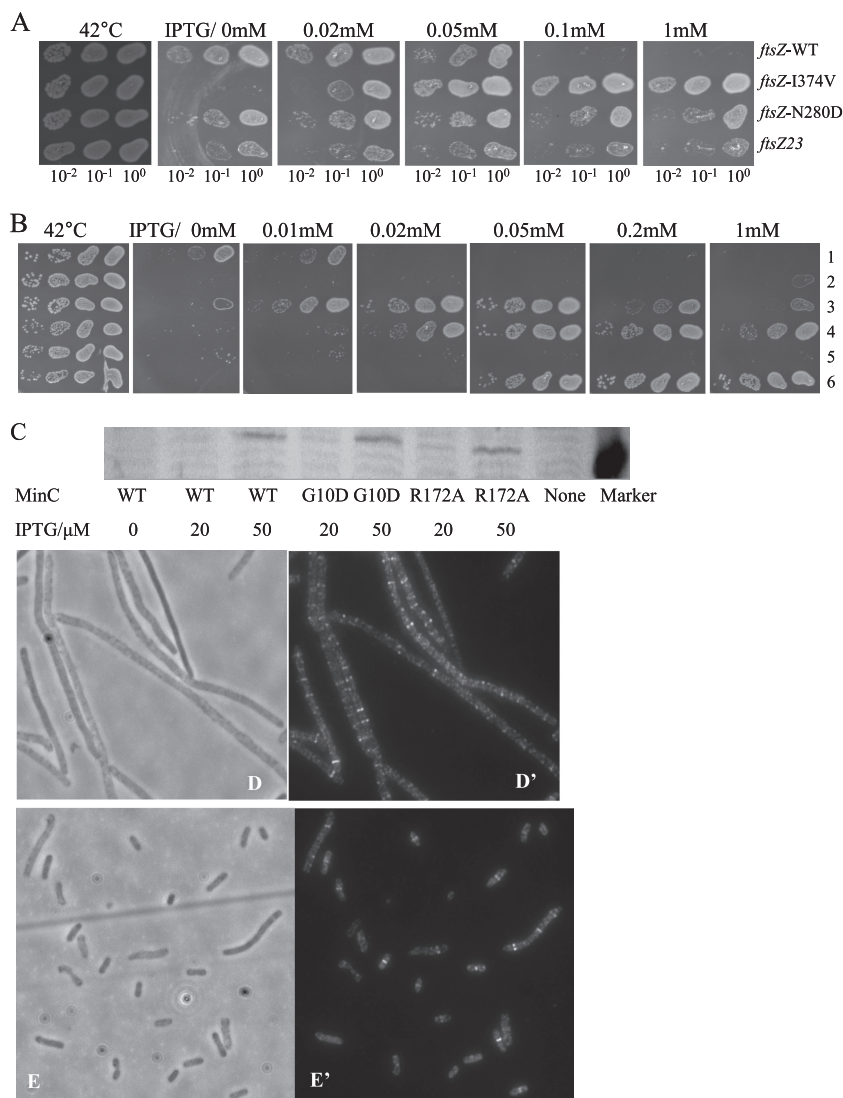 A
42°C IPTG/ 0mM 0.02mM 0.05mM 0.1mM 1mM
ftsZ-WT
ftsZ-I374V
ftsZ-N280D
ftsZ23
10-2 10-1 100 10-2 10-1 100 10-2 10-1 100 10-2 10-1 100 10-2 10-1 100 10-2 10-1 100
B
42°C IPTG/ 0mM 0.01mM 0.02mM 0.05mM 0.2mM 1mM
1
2
3
4
5
6
C
MinC WT WT WT G10D G10D R172A R172A None Marker
IPTG/μM 0 20 50 20 50 20 50
D D’
E E’